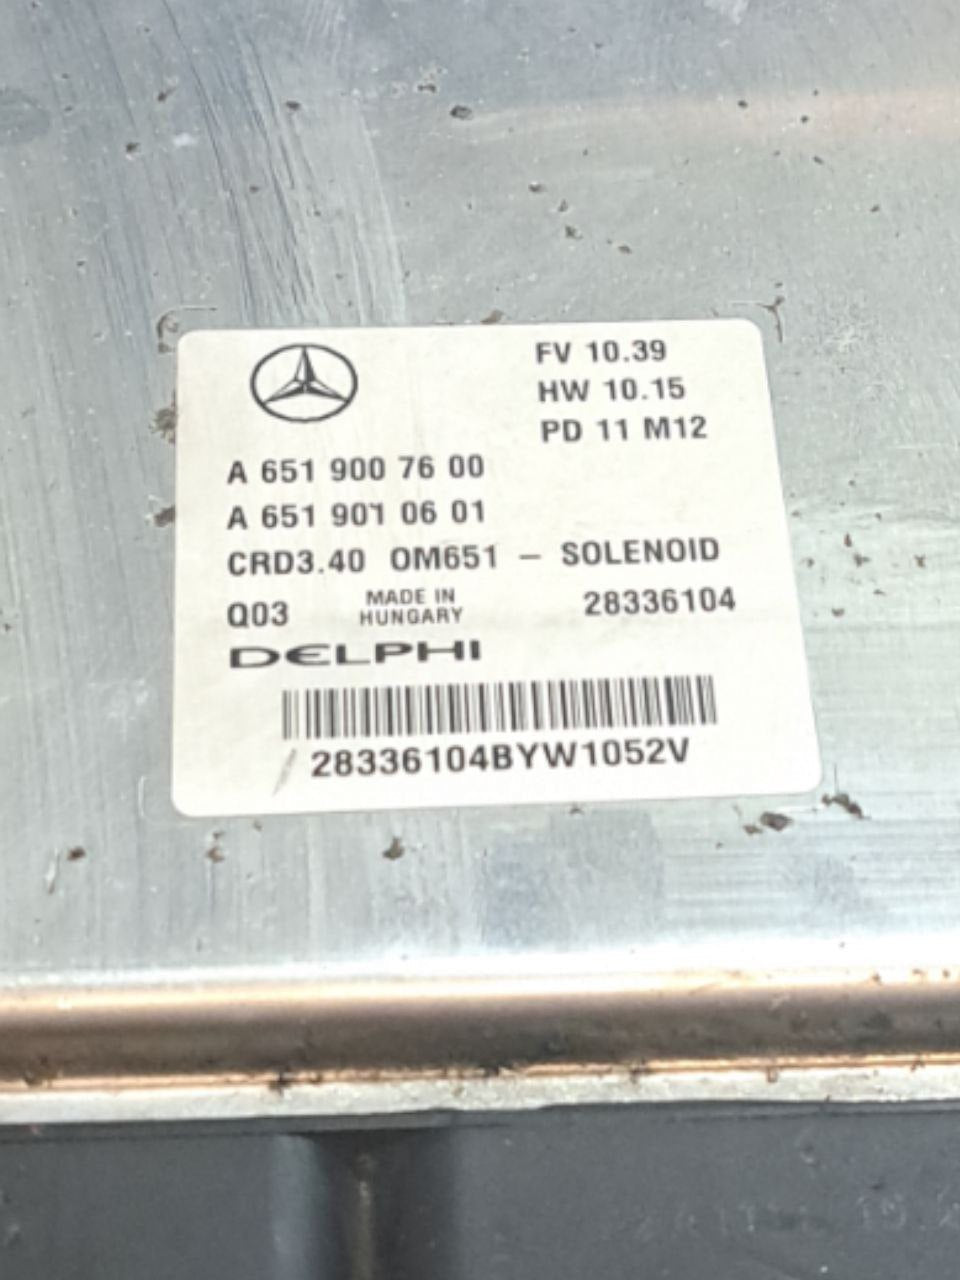 FV 10.39
HW 10.15
PD 11 M12
A 651 900 76 00
A 651 901 06 01
CRD3.40 OM651 – SOLENOID
Q03 MADE IN HUNGARY 28336104
DELPHI
28336104BYW1052V